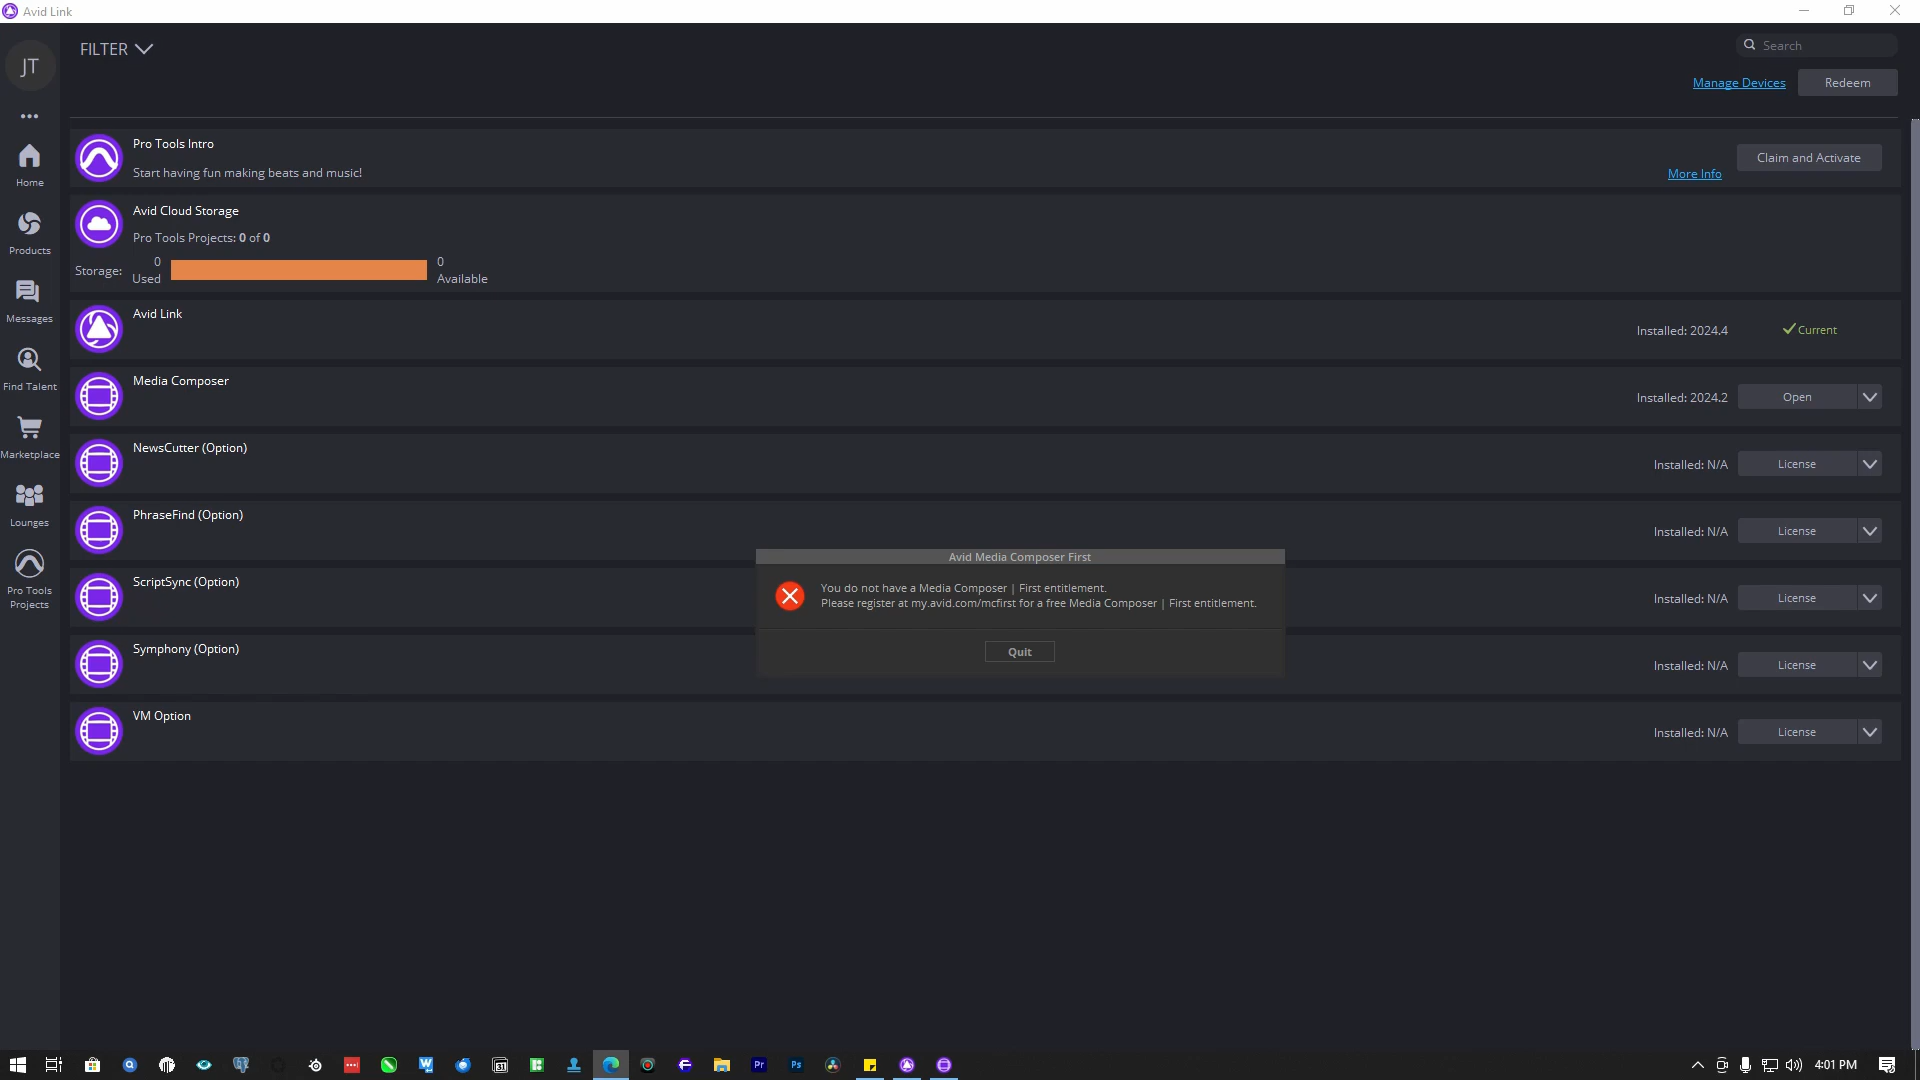 Avid Link
JT
FILTER
Search
Manage Devices
Redeem
Home
Products
Messages
Find Talent
Marketplace
Lounges
Pro Tools
Projects
Pro Tools Intro
Start having fun making beats and music!
More Info
Claim and Activate
Avid Cloud Storage
Pro Tools Projects: 0 of 0
Storage:
0
Used
0
Available
Avid Link
Installed: 2024.4
Current
Media Composer
Installed: 2024.2
Open
NewsCutter (Option)
Installed: N/A
License
PhraseFind (Option)
Installed: N/A
License
ScriptSync (Option)
Installed: N/A
License
Symphony (Option)
Installed: N/A
License
VM Option
Installed: N/A
License
Avid Media Composer First
You do not have a Media Composer | First entitlement.
Please register at my.avid.com/mcfirst for a free Media Composer | First entitlement.
Quit
31
Pr
Ps
4:01 PM